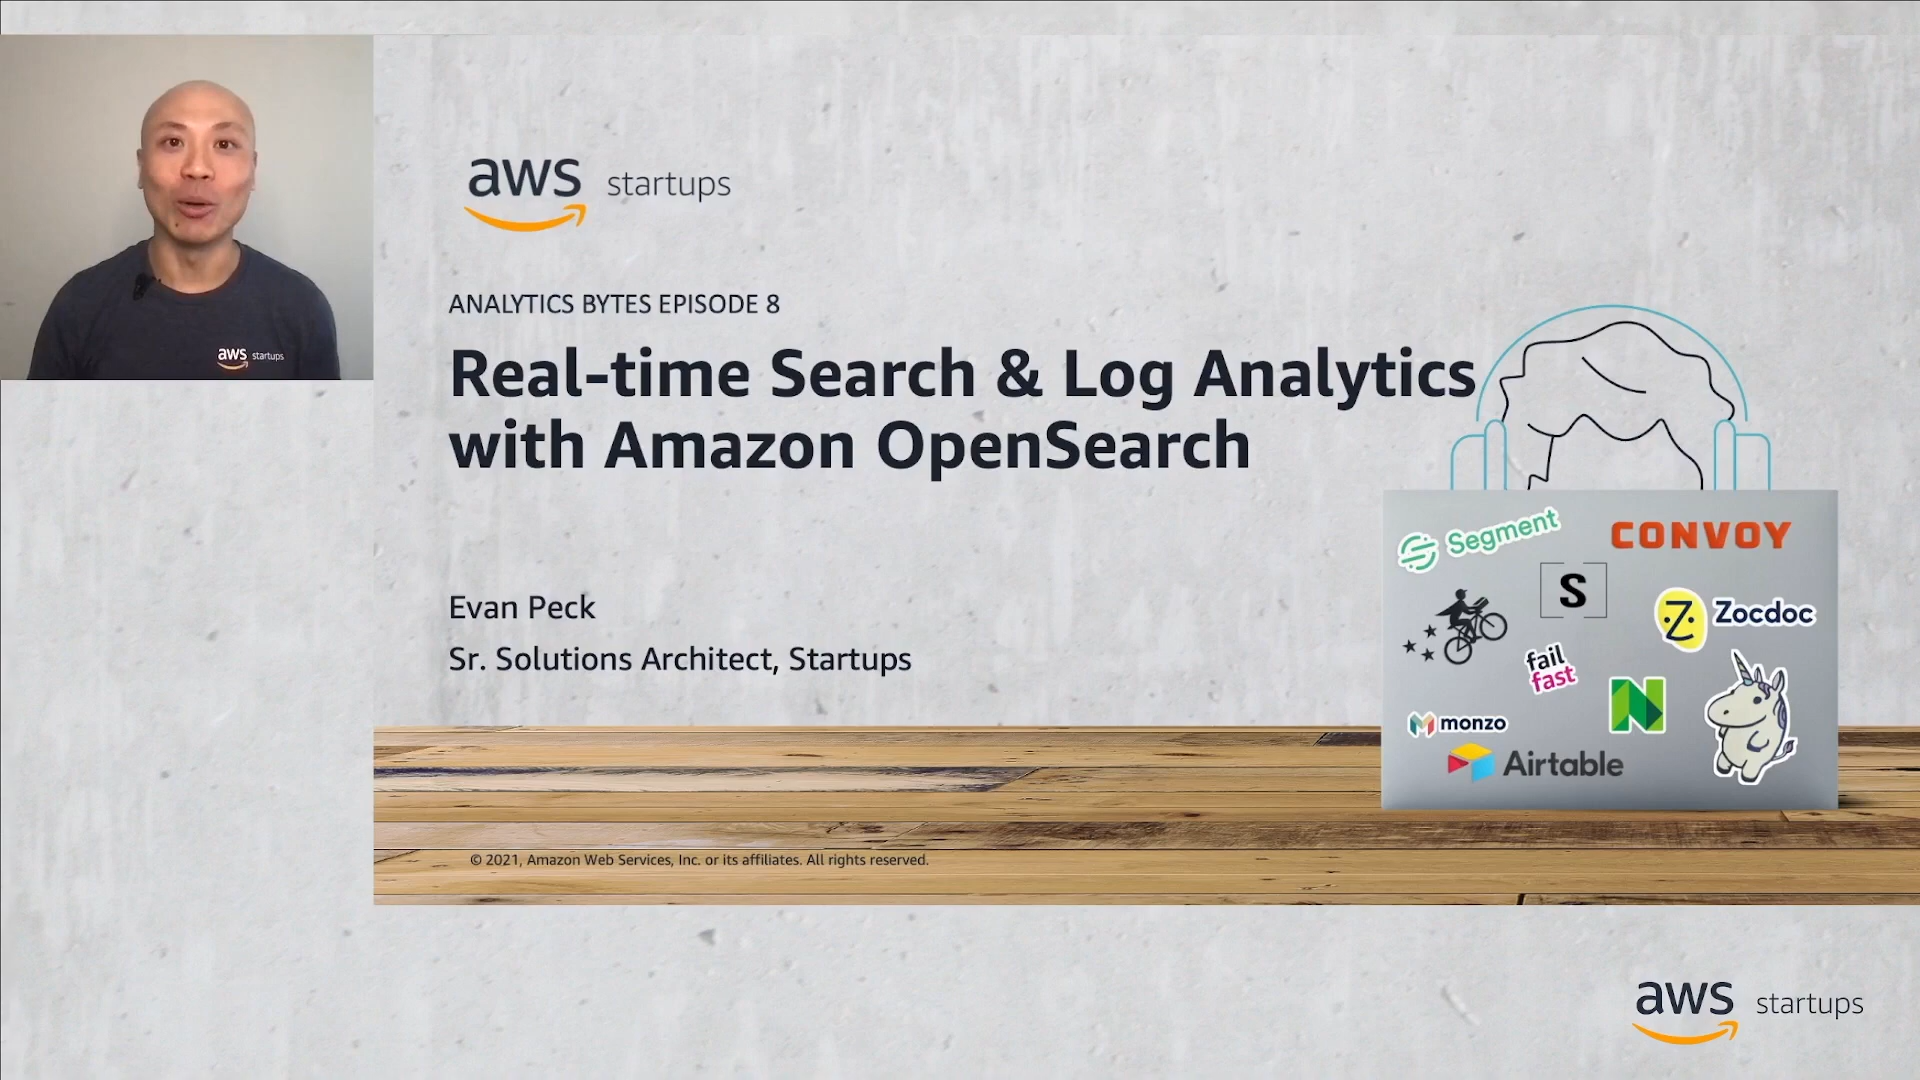 aws startups
aws startups
ANALYTICS BYTES EPISODE 8
Real-time Search & Log Analytics
with Amazon OpenSearch
Evan Peck
Sr. Solutions Architect, Startups
Segment
CONVOY
S
Z Zocdoc
fail
fast
N
monzo
Airtable
© 2021, Amazon Web Services, Inc. or its affiliates. All rights reserved.
aws startups